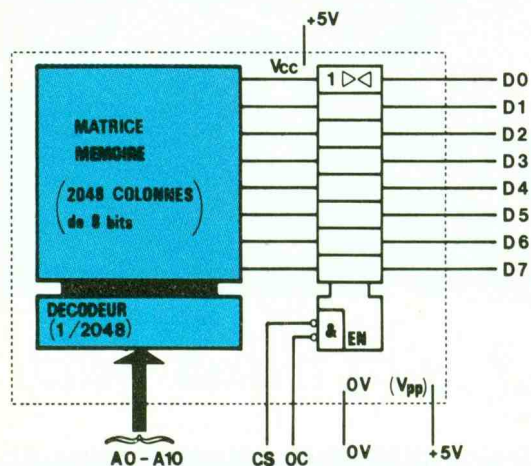 +5V
VCC
1 ▷◁
D0
D1
D2
D3
D4
D5
D6
D7
MATRICE
MEMOIRE
(2048 COLONNES
de 8 bits)
DECODEUR
(1/2048)
& EN
0V (Vpp)
A0-A10
CS OC
0V
+5V